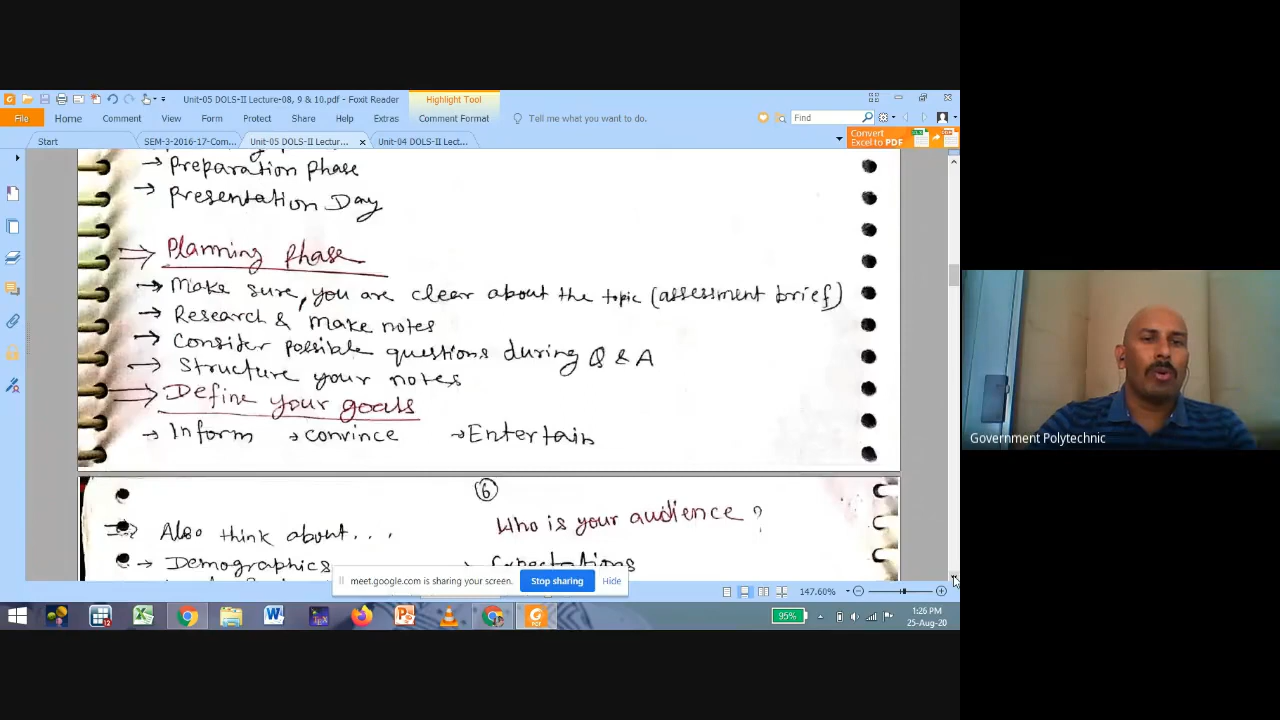 Unit-05 DOLS-II Lecture-08, 9 & 10.pdf - Foxit Reader
Highlight Tool
File Home Comment View Form Protect Share Help Extras Comment Format Tell me what you want to do. Find
Start SEM-3-2016-17-Com... Unit-05 DOLS-II Lectur... × Unit-04 DOLS-II Lect...
Convert
Excel to PDF
→ Preparation Phase
→ Presentation Day
⇒ Planning Phase
→ Make sure, you are clear about the topic (assessment brief)
→ Research & make notes
→ Consider possible questions during Q & A
→ Structure your notes
⇒ Define your goals
→ Inform → convince → Entertain
6
⇒ Also think about... Who is your audience?
→ Demographics Expectations
meet.google.com is sharing your screen. Stop sharing Hide
147.60%
95%
1:26 PM
25-Aug-20
Government Polytechnic